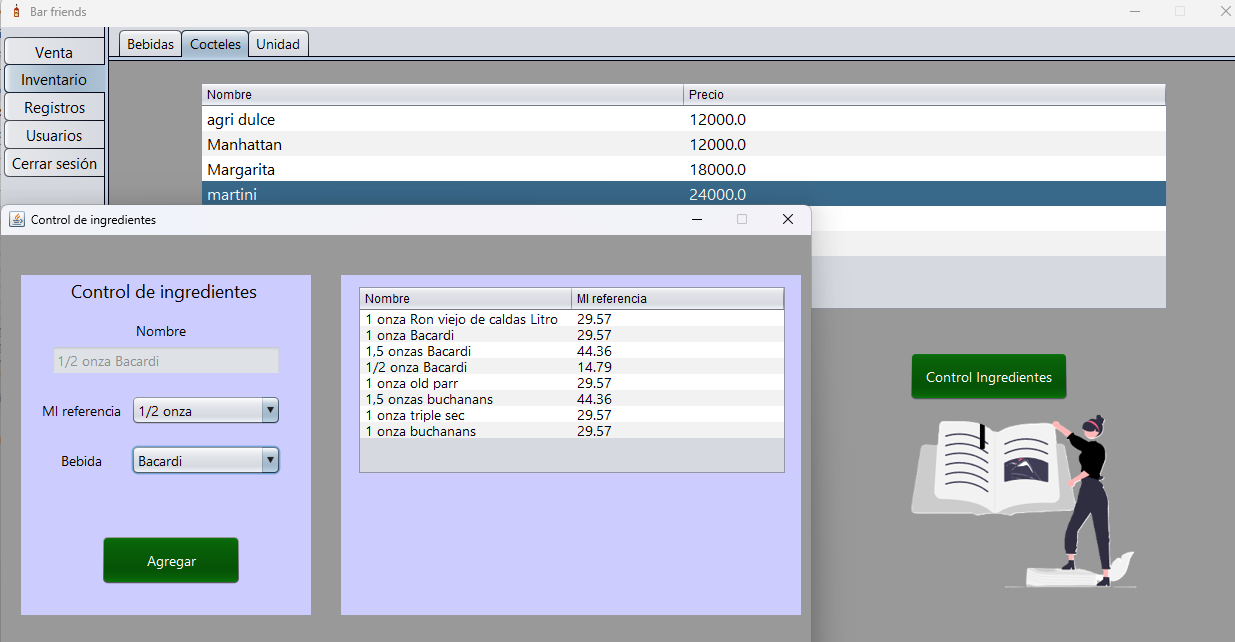 Bar friends
Venta
Inventario
Registros
Usuarios
Cerrar sesión
Bebidas Cocteles Unidad
Nombre Precio
agri dulce 12000.0
Manhattan 12000.0
Margarita 18000.0
martini 24000.0
Control de ingredientes
Control de ingredientes
Nombre
1/2 onza Bacardi
Ml referencia 1/2 onza
Bebida Bacardi
Agregar
Nombre Ml referencia
1 onza Ron viejo de caldas Litro 29.57
1 onza Bacardi 29.57
1,5 onzas Bacardi 44.36
1/2 onza Bacardi 14.79
1 onza old parr 29.57
1,5 onzas buchanans 44.36
1 onza triple sec 29.57
1 onza buchanans 29.57
Control Ingredientes